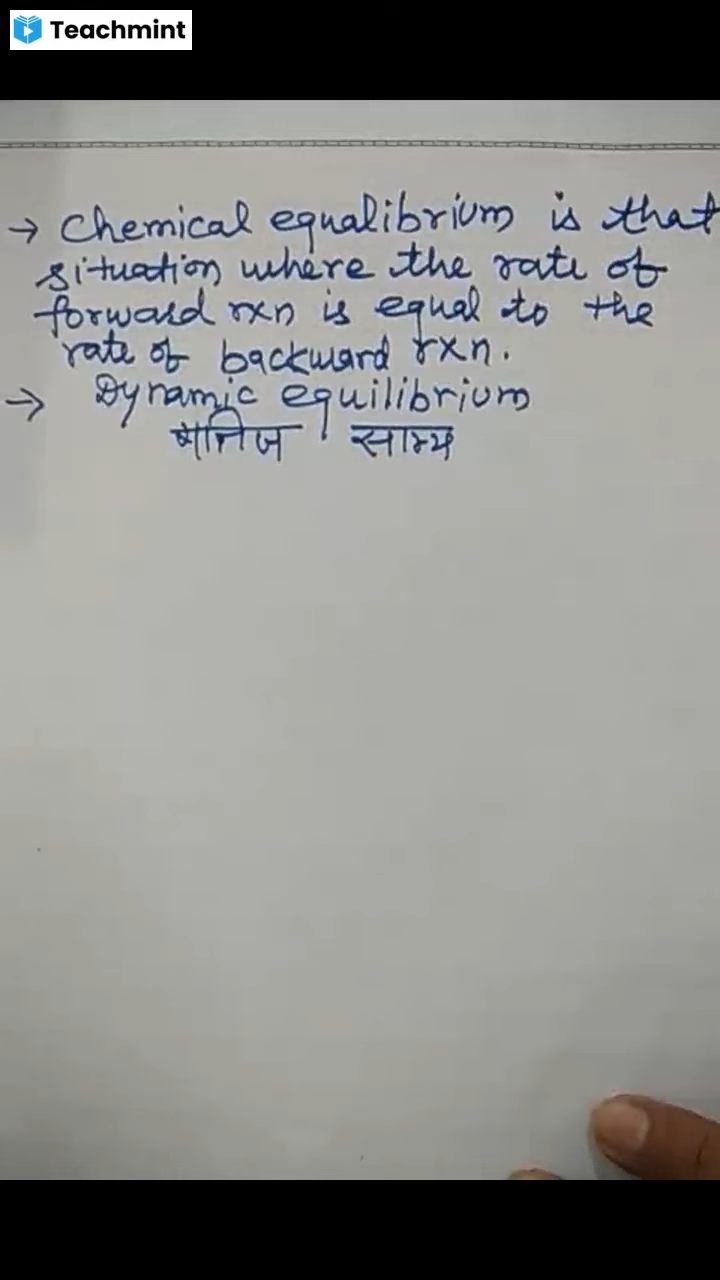 Teachmint
→ Chemical equalibrium is that
situation where the rate of
forward rxn is equal to the
rate of backward rxn.
→ Dynamic equilibrium
साम्य